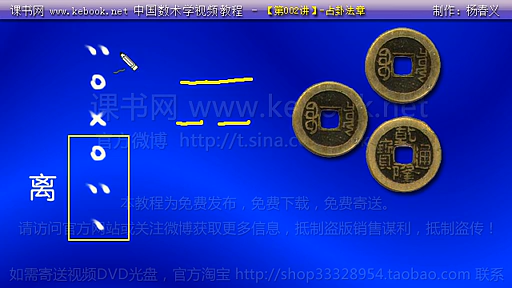 课书网 www.kebook.net 中国数术学视频教程 - 【第002讲】-占卦法章 制作：杨春义
课书网 www.kebook.net
官方微博 http://t.sina.c
离
本教程为免费发布，免费下载，免费寄送。
请访问官方网站或关注微博获取更多信息，抵制盗版销售谋利，抵制盗传！
如需寄送视频DVD光盘，官方淘宝 http://shop33328954.taobao.com 联系
乾隆通寶